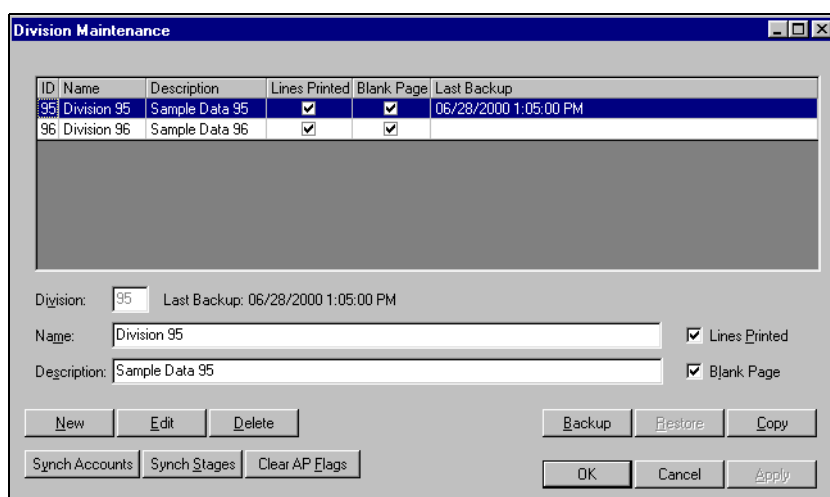 Division Maintenance
ID Name Description Lines Printed Blank Page Last Backup
95 Division 95 Sample Data 95 06/28/2000 1:05:00 PM
96 Division 96 Sample Data 96
Division: 95 Last Backup: 06/28/2000 1:05:00 PM
Name: Division 95 Lines Printed
Description: Sample Data 95 Blank Page
New Edit Delete Backup Restore Copy
Synch Accounts Synch Stages Clear AP Flags
OK Cancel Apply